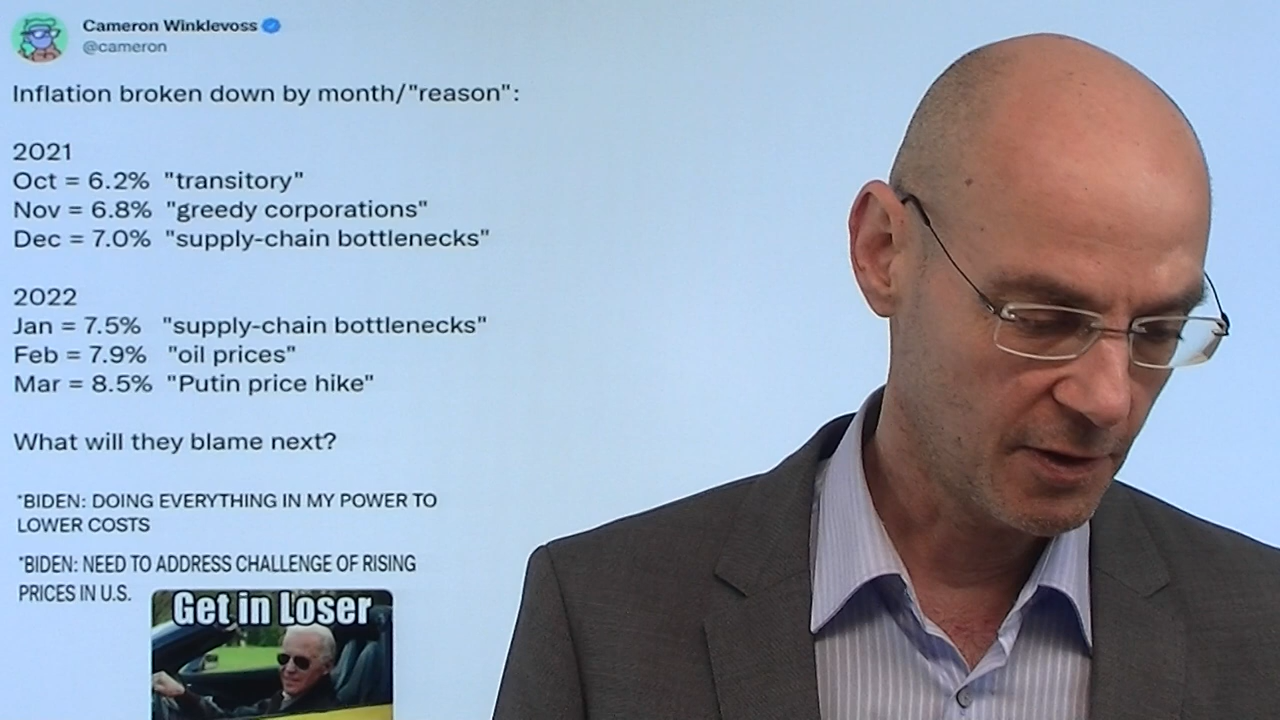 Cameron Winklevoss
@cameron
Inflation broken down by month/"reason":
2021
Oct = 6.2% "transitory"
Nov = 6.8% "greedy corporations"
Dec = 7.0% "supply-chain bottlenecks"
2022
Jan = 7.5% "supply-chain bottlenecks"
Feb = 7.9% "oil prices"
Mar = 8.5% "Putin price hike"
What will they blame next?
*BIDEN: DOING EVERYTHING IN MY POWER TO
LOWER COSTS
*BIDEN: NEED TO ADDRESS CHALLENGE OF RISING
PRICES IN U.S.
Get in Loser